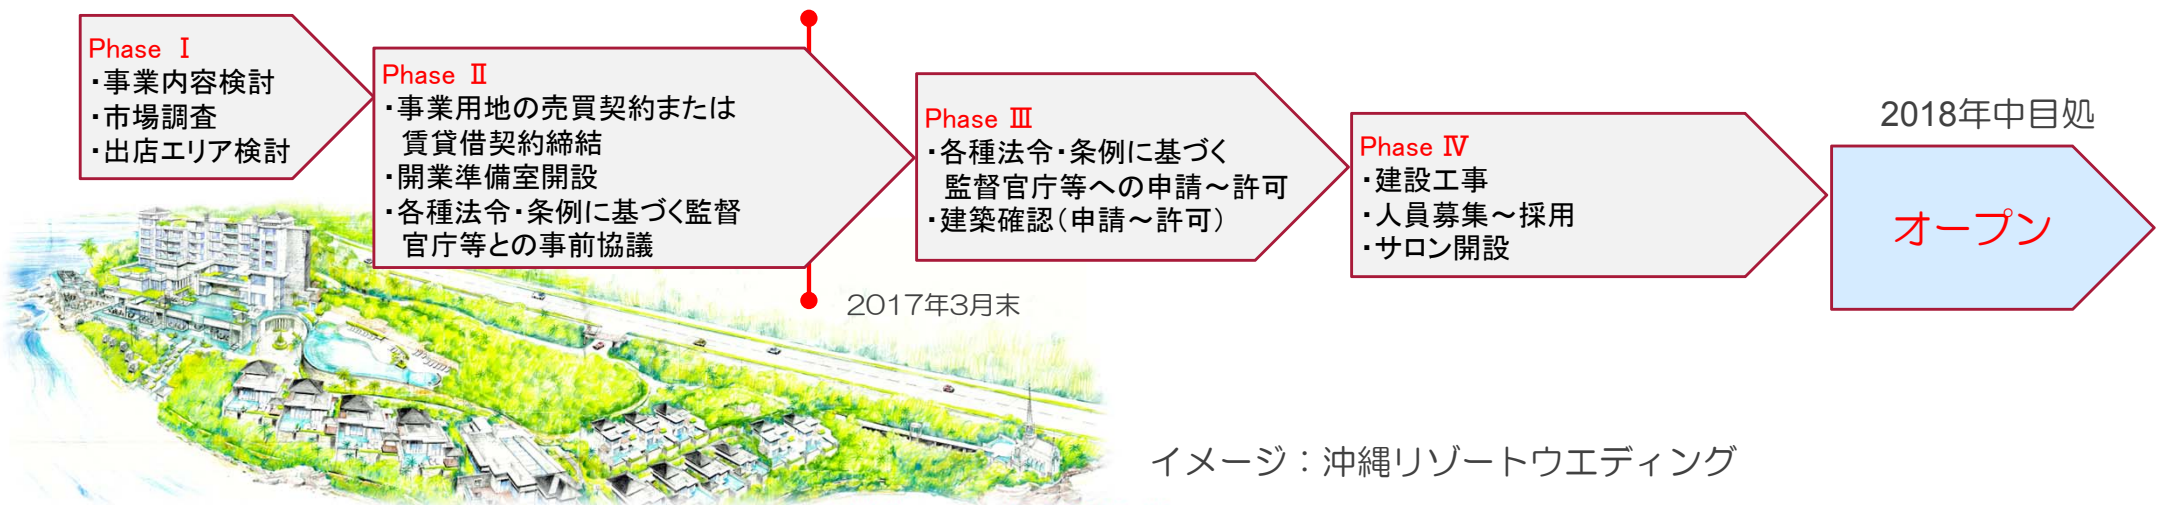 Phase Ⅰ
・事業内容検討
・市場調査
・出店エリア検討
Phase Ⅱ
・事業用地の売買契約または
賃貸借契約締結
・開業準備室開設
・各種法令・条例に基づく監督
官庁等との事前協議
2017年3月末
Phase Ⅲ
・各種法令・条例に基づく
監督官庁等への申請～許可
・建築確認（申請～許可）
Phase Ⅳ
・建設工事
・人員募集～採用
・サロン開設
2018年中目処
オープン
イメージ：沖縄リゾートウエディング